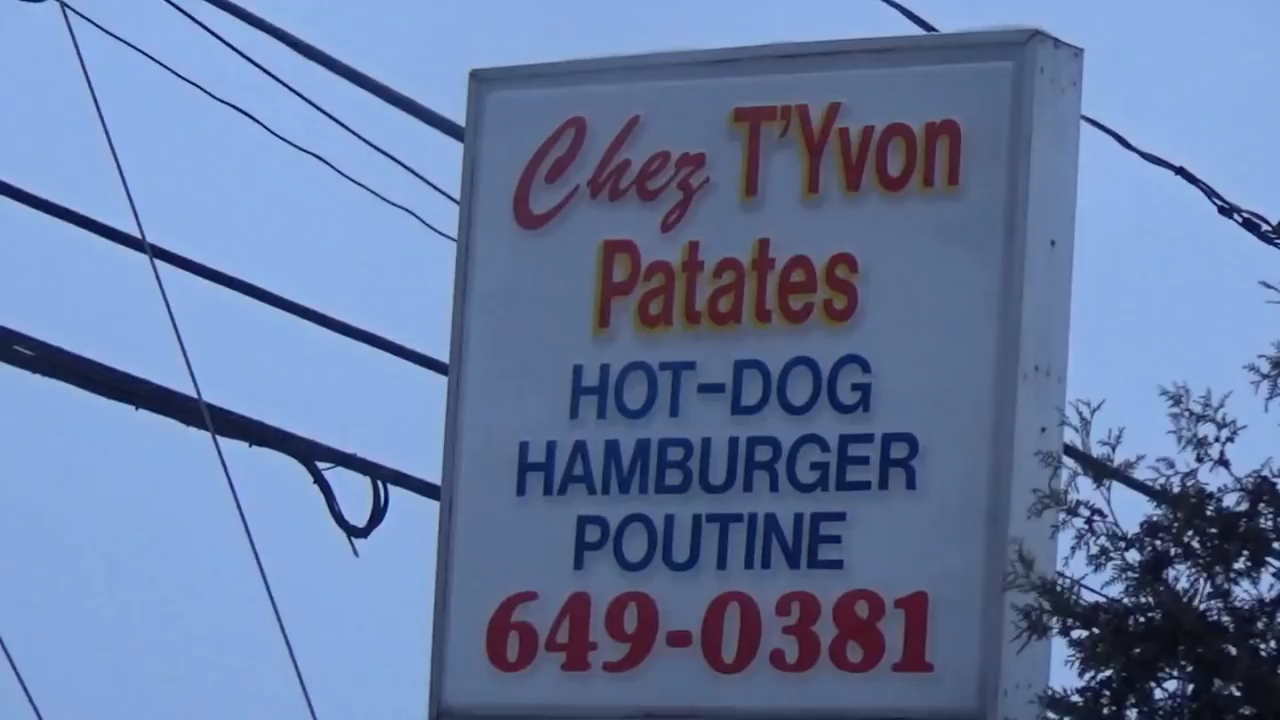 Chez T'Yvon
Patates
HOT-DOG
HAMBURGER
POUTINE
649-0381